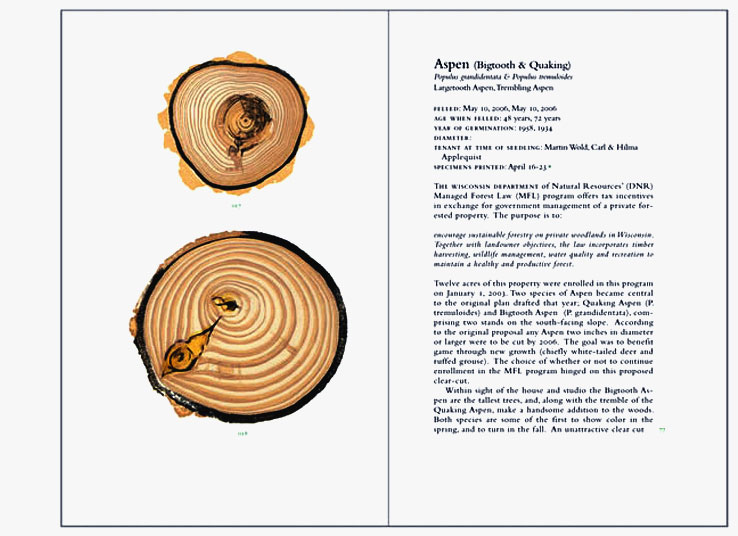 Aspen (Bigtooth & Quaking)
Populus grandidentata & Populus tremuloides
Largetooth Aspen, Trembling Aspen
FELLED: May 10, 2006, May 10, 2006
AGE WHEN FELLED: 48 years, 72 years
YEAR OF GERMINATION: 1958, 1934
DIAMETER:
TENANT AT TIME OF SEEDLING: Martin Wold, Carl & Hilma
Applequist
SPECIMENS PRINTED: April 16-23
THE WISCONSIN DEPARTMENT of Natural Resources' (DNR)
Managed Forest Law (MFL) program offers tax incentives
in exchange for government management of a private for-
ested property. The purpose is to:
encourage sustainable forestry on private woodlands in Wisconsin.
Together with landowner objectives, the law incorporates timber
harvesting, wildlife management, water quality and recreation to
maintain a healthy and productive forest.
Twelve acres of this property were enrolled in this program
on January 1, 2003. Two species of Aspen became central
to the original plan drafted that year; Quaking Aspen (P.
tremuloides) and Bigtooth Aspen (P. grandidentata), com-
prising two stands on the south-facing slope. According
to the original proposal any Aspen two inches in diameter
or larger were to be cut by 2006. The goal was to benefit
game through new growth (chiefly white-tailed deer and
ruffed grouse). The choice of whether or not to continue
enrollment in the MFL program hinged on this proposed
clear-cut.
Within sight of the house and studio the Bigtooth As-
pen are the tallest trees, and, along with the tremble of the
Quaking Aspen, make a handsome addition to the woods.
Both species are some of the first to show color in the
spring, and to turn in the fall. An unattractive clear cut
77